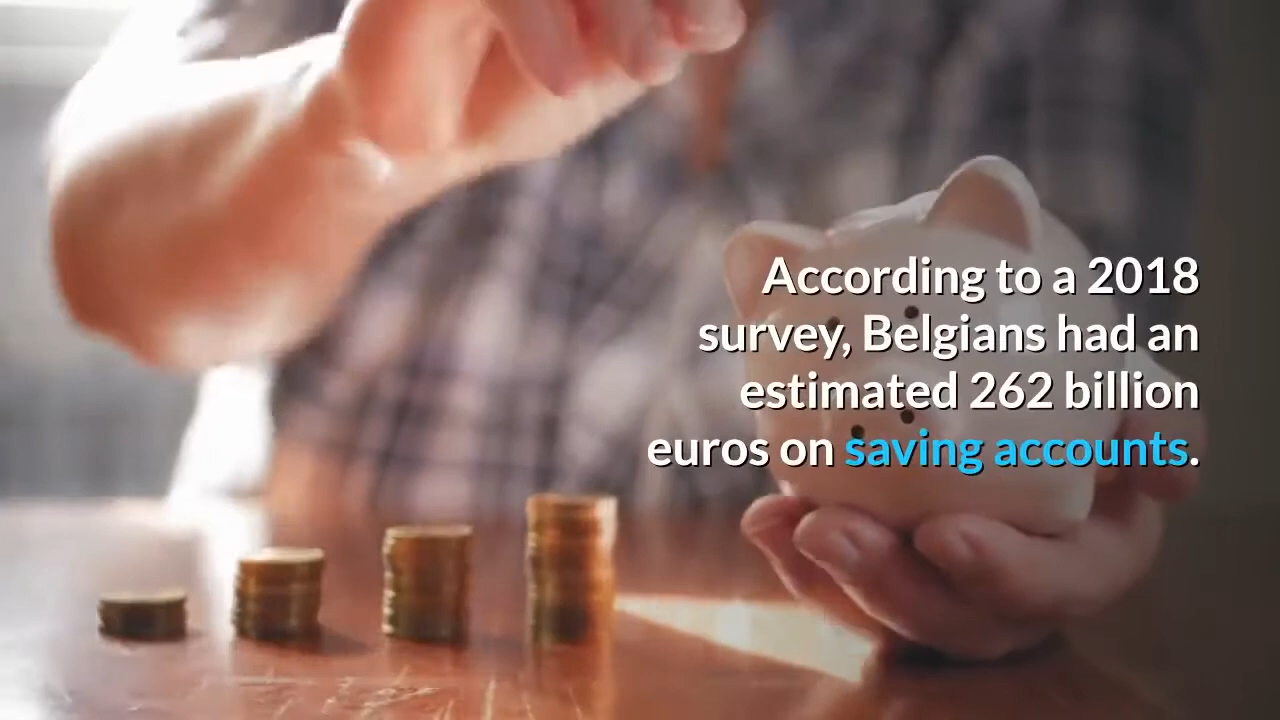 According to a 2018
survey, Belgians had an
estimated 262 billion
euros on saving accounts.